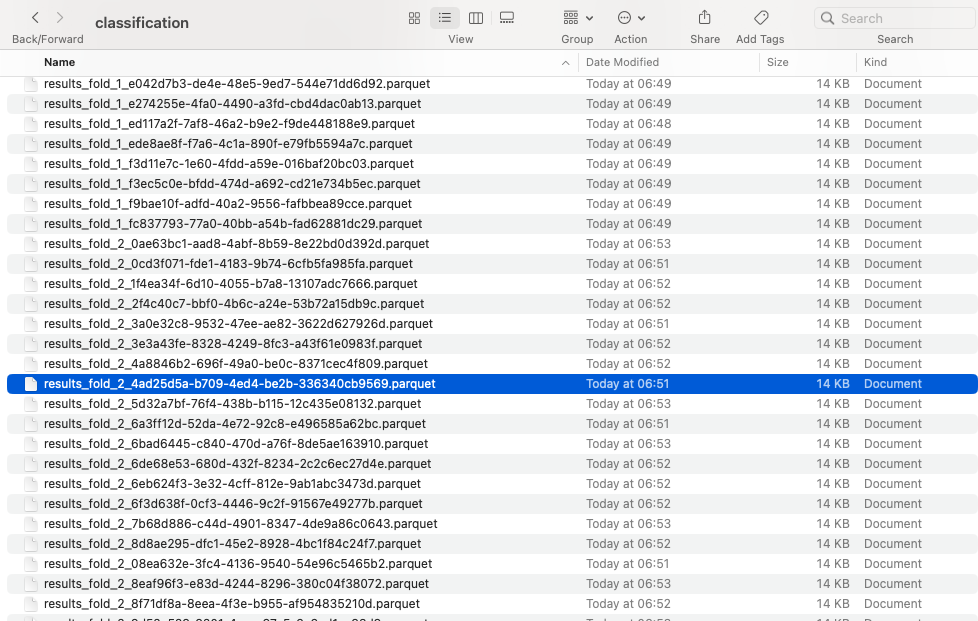 classification
Back/Forward
View
Group
Action
Share
Add Tags
Search
Search
Name Date Modified Size Kind
results_fold_1_e042d7b3-de4e-48e5-9ed7-544e71dd6d92.parquet Today at 06:49 14 KB Document
results_fold_1_e274255e-4fa0-4490-a3fd-cbd4dac0ab13.parquet Today at 06:49 14 KB Document
results_fold_1_ed117a2f-7af8-46a2-b9e2-f9de448188e9.parquet Today at 06:48 14 KB Document
results_fold_1_ede8ae8f-f7a6-4c1a-890f-e79fb5594a7c.parquet Today at 06:49 14 KB Document
results_fold_1_f3d11e7c-1e60-4fdd-a59e-016baf20bc03.parquet Today at 06:49 14 KB Document
results_fold_1_f3ec5c0e-bfdd-474d-a692-cd21e734b5ec.parquet Today at 06:49 14 KB Document
results_fold_1_f9bae10f-adfd-40a2-9556-fafbbea89cce.parquet Today at 06:49 14 KB Document
results_fold_1_fc837793-77a0-40bb-a54b-fad62881dc29.parquet Today at 06:49 14 KB Document
results_fold_2_0ae63bc1-aad8-4abf-8b59-8e22bd0d392d.parquet Today at 06:53 14 KB Document
results_fold_2_0cd3f071-fde1-4183-9b74-6cfb5fa985fa.parquet Today at 06:51 14 KB Document
results_fold_2_1f4ea34f-6d10-4055-b7a8-13107adc7666.parquet Today at 06:52 14 KB Document
results_fold_2_2f4c40c7-bbf0-4b6c-a24e-53b72a15db9c.parquet Today at 06:52 14 KB Document
results_fold_2_3a0e32c8-9532-47ee-ae82-3622d627926d.parquet Today at 06:51 14 KB Document
results_fold_2_3e3a43fe-8328-4249-8fc3-a43f61e0983f.parquet Today at 06:52 14 KB Document
results_fold_2_4a8846b2-696f-49a0-be0c-8371cec4f809.parquet Today at 06:52 14 KB Document
results_fold_2_4ad25d5a-b709-4ed4-be2b-336340cb9569.parquet Today at 06:51 14 KB Document
results_fold_2_5d32a7bf-76f4-438b-b115-12c435e08132.parquet Today at 06:53 14 KB Document
results_fold_2_6a3ff12d-52da-4e72-92c8-e496585a62bc.parquet Today at 06:51 14 KB Document
results_fold_2_6bad6445-c840-470d-a76f-8de5ae163910.parquet Today at 06:53 14 KB Document
results_fold_2_6de68e53-680d-432f-8234-2c2c6ec27d4e.parquet Today at 06:52 14 KB Document
results_fold_2_6eb624f3-3e32-4cff-812e-9ab1abc3473d.parquet Today at 06:52 14 KB Document
results_fold_2_6f3d638f-0cf3-4446-9c2f-91567e49277b.parquet Today at 06:52 14 KB Document
results_fold_2_7b68d886-c44d-4901-8347-4de9a86c0643.parquet Today at 06:53 14 KB Document
results_fold_2_8d8ae295-dfc1-45e2-8928-4bc1f84c24f7.parquet Today at 06:52 14 KB Document
results_fold_2_08ea632e-3fc4-4136-9540-54e96c5465b2.parquet Today at 06:51 14 KB Document
results_fold_2_8eaf96f3-e83d-4244-8296-380c04f38072.parquet Today at 06:53 14 KB Document
results_fold_2_8f71df8a-8eea-4f3e-b955-af954835210d.parquet Today at 06:52 14 KB Document